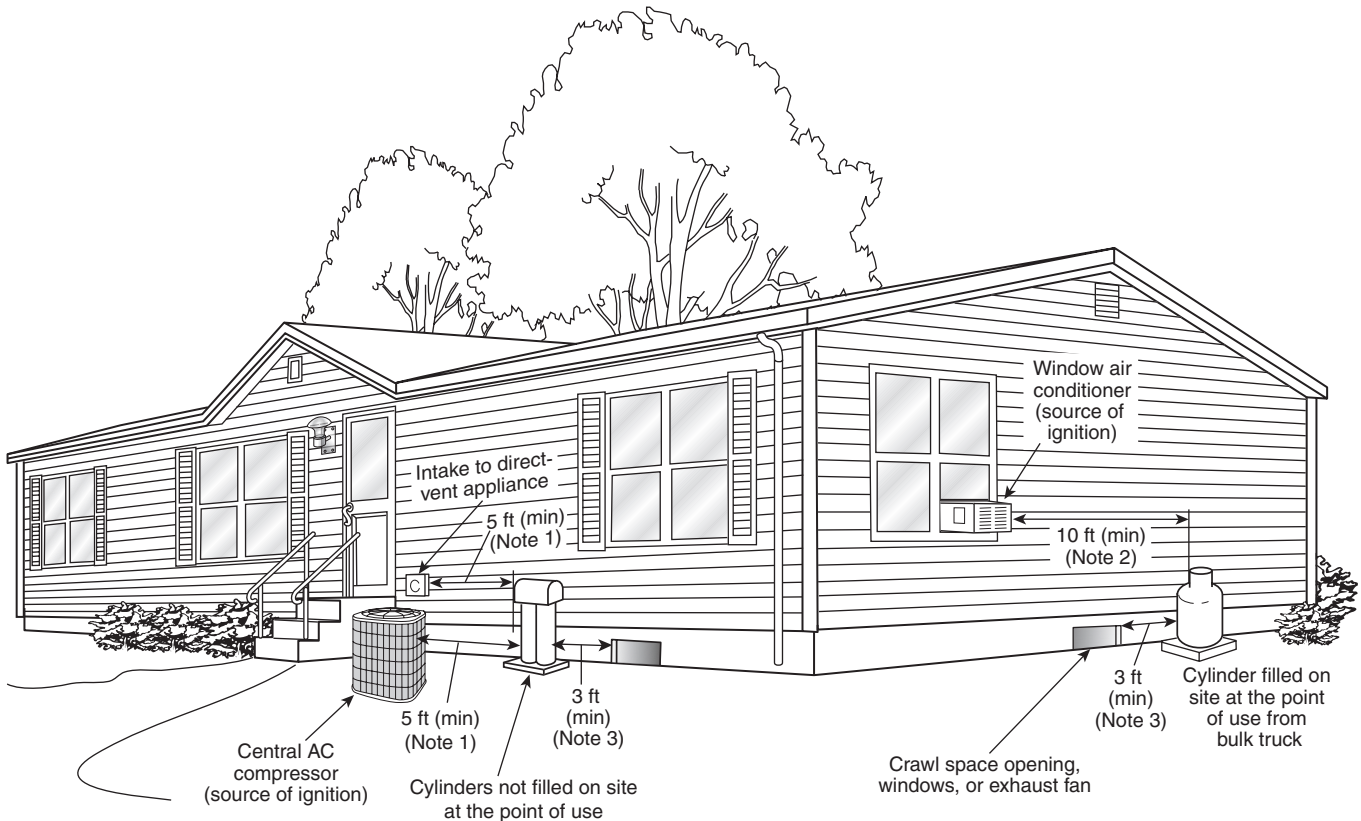 Window air
conditioner
(source of
ignition)
Intake to direct-
vent appliance
5 ft (min)
(Note 1)
10 ft (min)
(Note 2)
C
5 ft (min)
(Note 1)
3 ft
(min)
(Note 3)
3 ft
(min)
(Note 3)
Cylinder filled on
site at the point
of use from
bulk truck
Central AC
compressor
(source of ignition)
Cylinders not filled on site
at the point of use
Crawl space opening,
windows, or exhaust fan